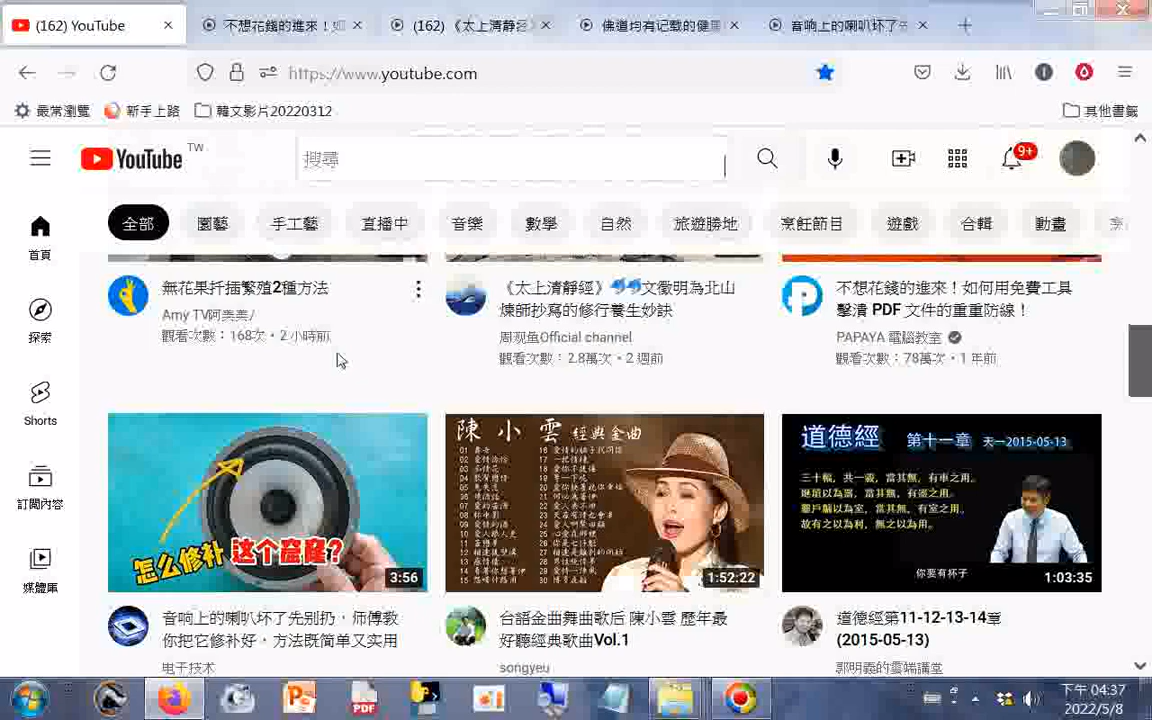 (162) YouTube
不想花錢的進來！如
(162) 《太上清靜經》
佛道均有记载的健
音响上的喇叭坏了先
https://www.youtube.com
最常瀏覽
新手上路
韓文影片20220312
其他書籤
YouTube TW
搜尋
9+
全部
園藝
手工藝
直播中
音樂
數學
自然
旅遊勝地
烹飪節目
遊戲
合輯
動畫
首頁
探索
Shorts
訂閱內容
媒體庫
無花果扦插繁殖2種方法
觀看次數：168次・2 小時前
《太上清靜經》🐬🐬文徵明為北山
煉師抄寫的修行養生妙訣
周观鱼Official channel
觀看次數：2.8萬次・2 週前
不想花錢的進來！如何用免費工具
擊潰 PDF 文件的重重防線！
PAPAYA 電腦教室
觀看次數：78萬次・1 年前
怎么修补 这个窟窿?
3:56
陳小雲 經典金曲
1:52:22
道德經 第十一章 天一2015-05-13
三十輻，共一轂，當其無，有車之用。
埏埴以為器，當其無，有器之用。
鑿戶牖以為室，當其無，有室之用。
故有之以為利，無之以為用。
你要有杯子
1:03:35
音响上的喇叭坏了先别扔，师傅教
你把它修补好，方法既简单又实用
电子技术
台語金曲舞曲歌后 陳小雲 歷年最
好聽經典歌曲Vol.1
songyeu
道德經第11-12-13-14章
(2015-05-13)
郭明義的雲端講堂
下午 04:37
2022/5/8